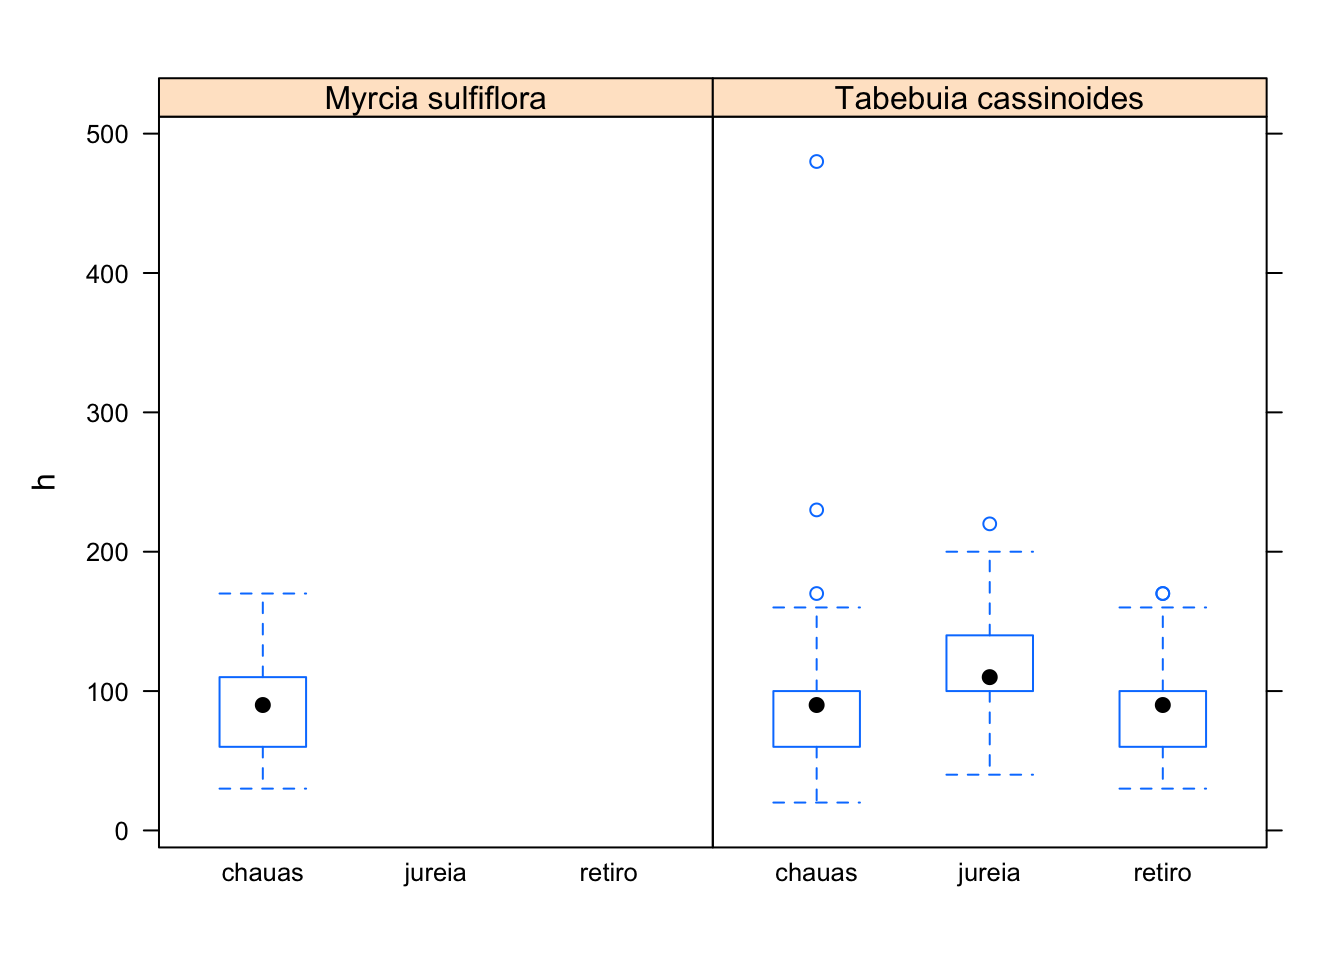 Myrcia sulfiflora
Tabebuia cassinoides
h
500
400
300
200
100
0
chauas jureia retiro
chauas jureia retiro